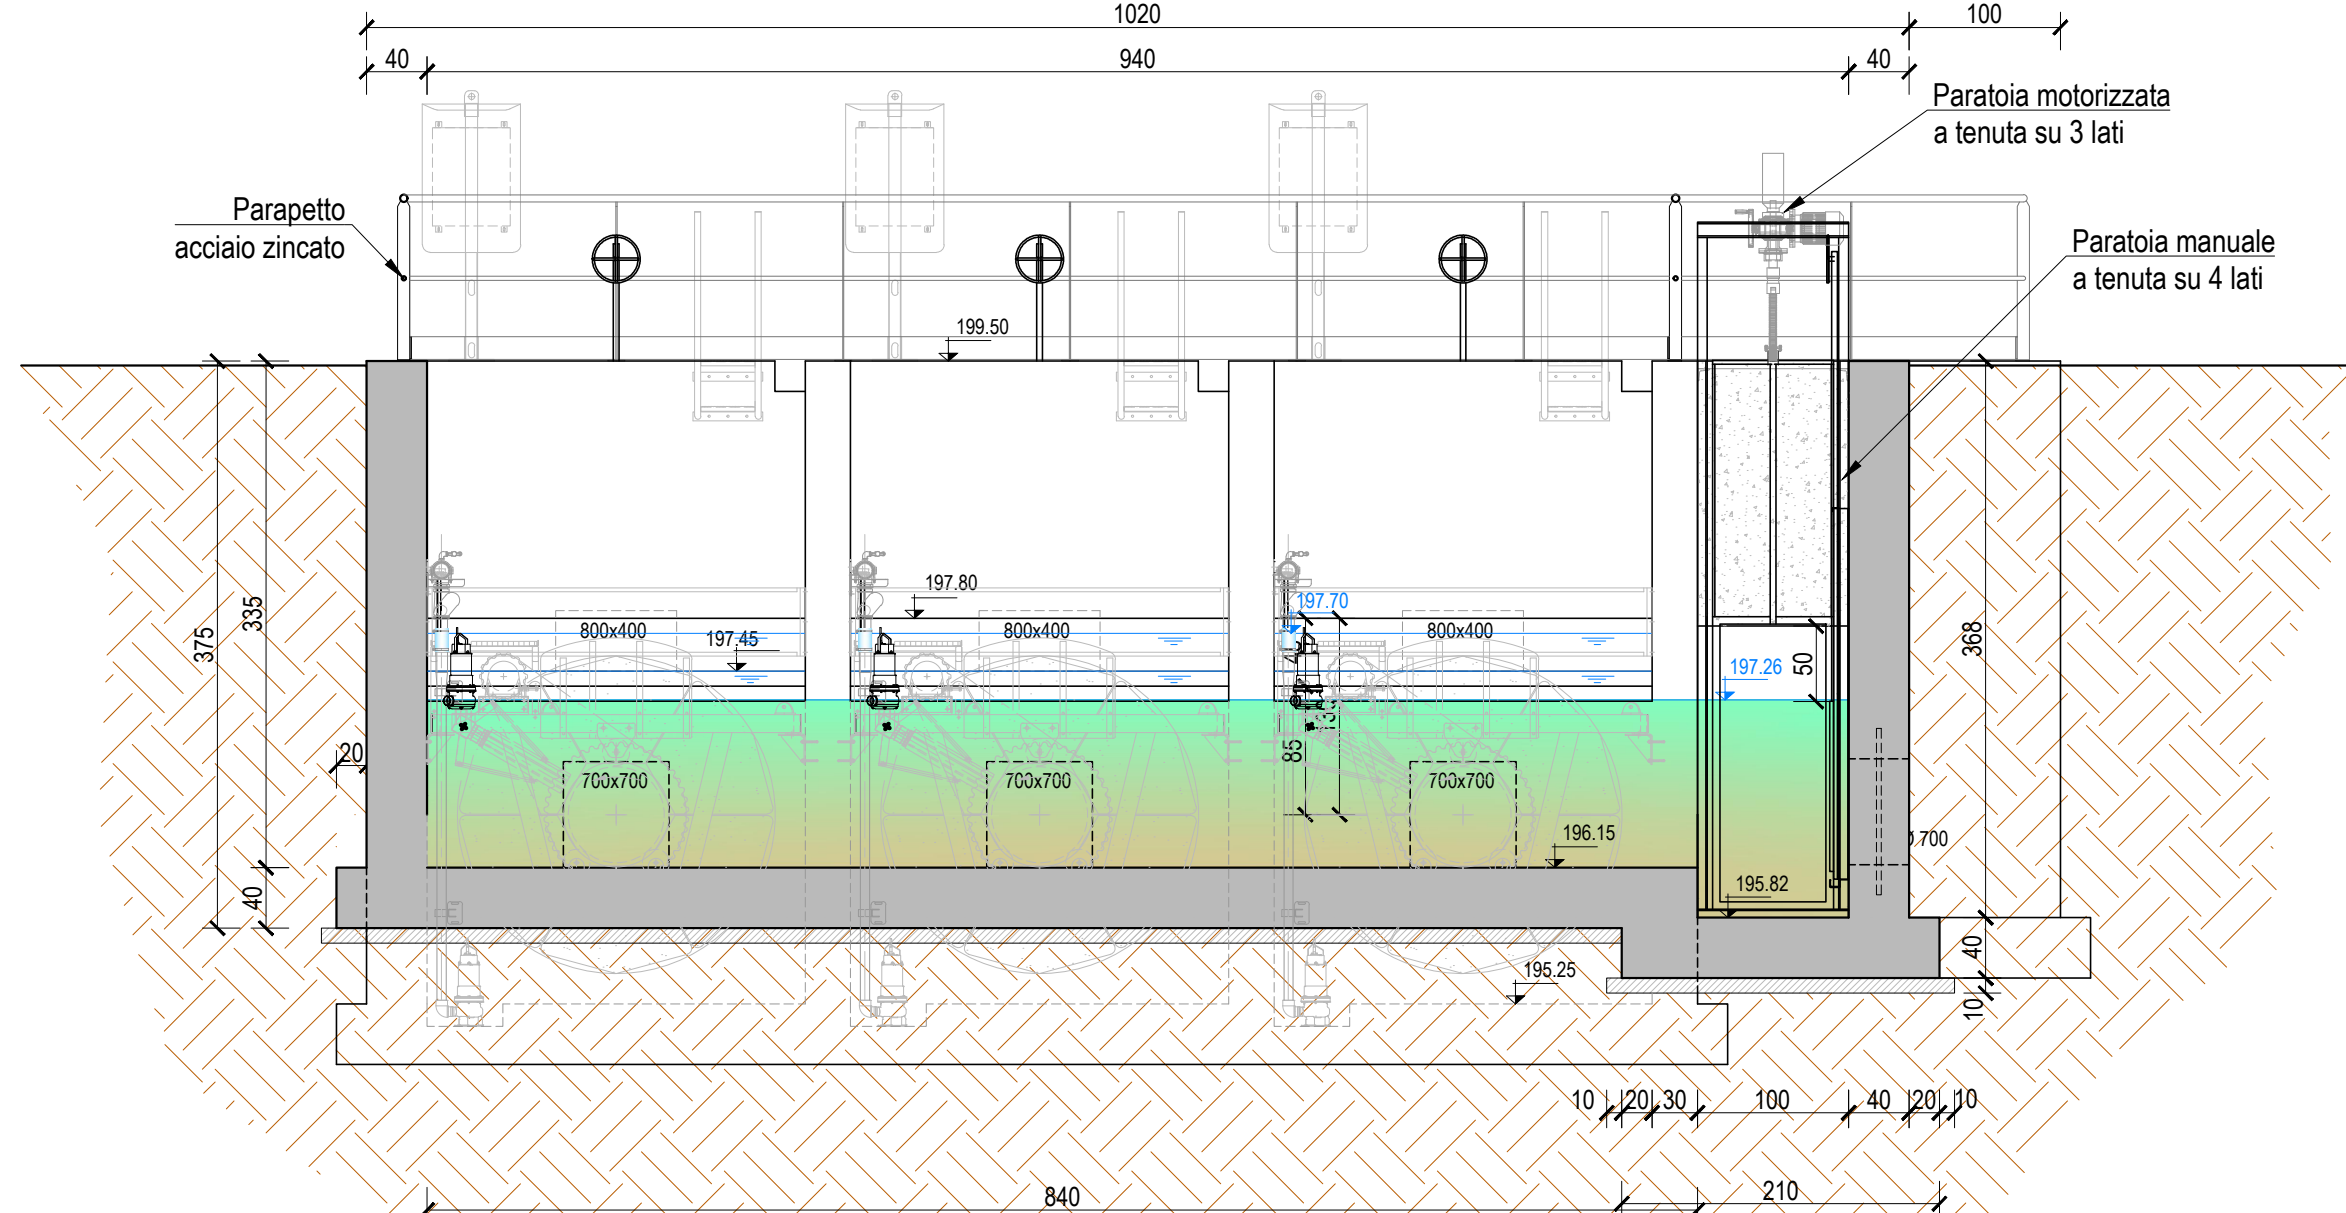 1020
100
40
940
40
Paratoia motorizzata
a tenuta su 3 lati
Parapetto
acciaio zincato
Paratoia manuale
a tenuta su 4 lati
199.50
197.80
197.70
800x400
197.45
800x400
800x400
375
335
368
197.26
50
85
20
700x700
700x700
700x700
196.15
700
195.82
40
40
195.25
10
10
20
30
100
40
20
10
840
210